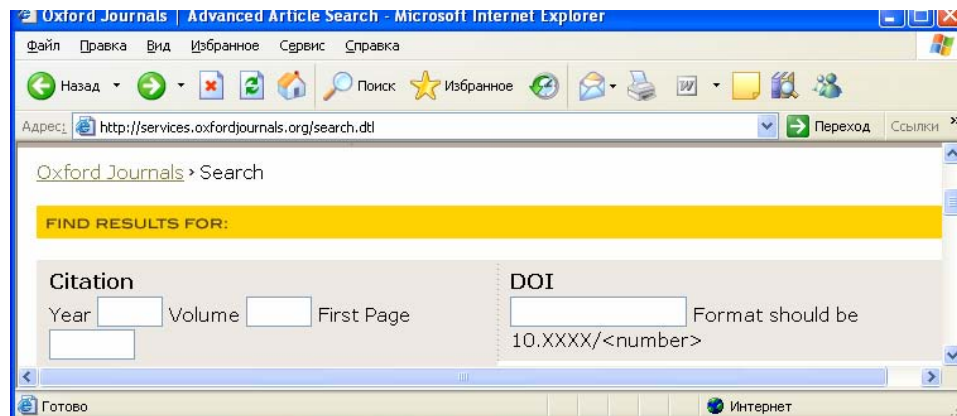 Oxford Journals | Advanced Article Search - Microsoft Internet Explorer
Файл Правка Вид Избранное Сервис Справка
Назад Поиск Избранное
Адрес: http://services.oxfordjournals.org/search.dtl Переход Ссылки »
Oxford Journals › Search
FIND RESULTS FOR:
Citation DOI
Year Volume First Page Format should be
10.XXXX/<number>
Готово Интернет